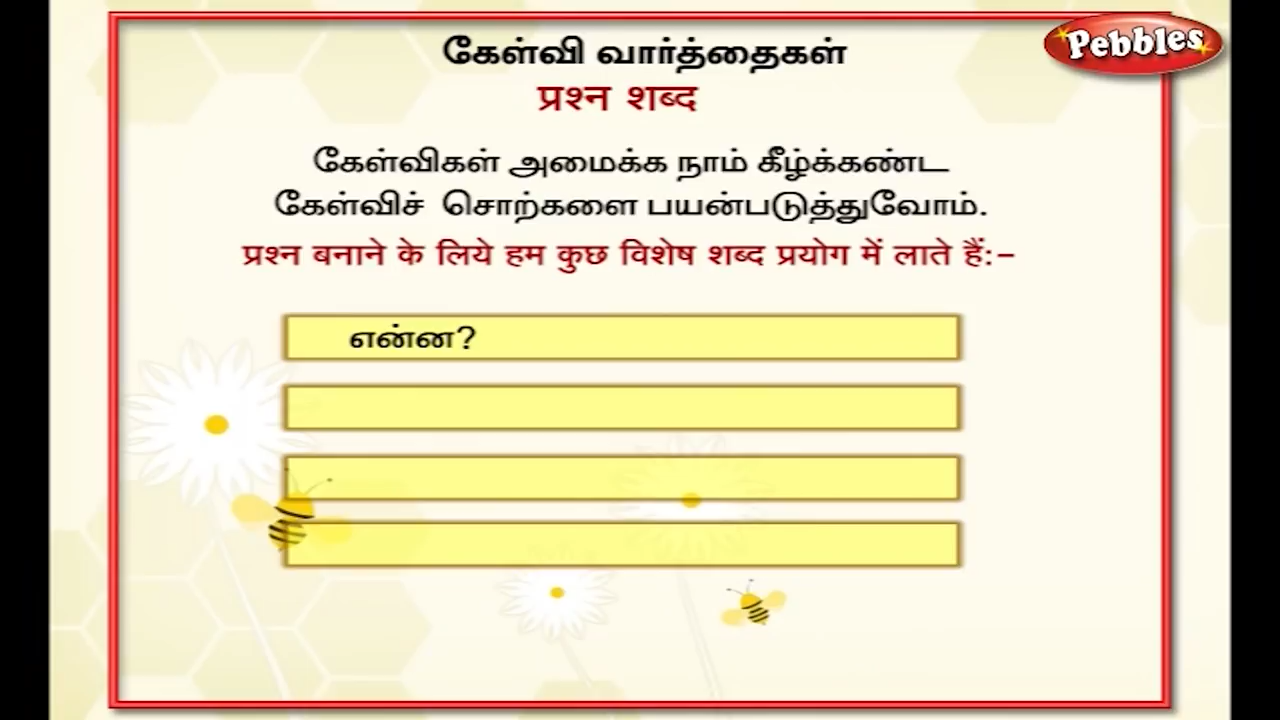 கேள்வி வார்த்தைகள்
Pebbles
प्रश्न शब्द
கேள்விகள் அமைக்க நாம் கீழ்க்கண்ட
கேள்விச் சொற்களை பயன்படுத்துவோம்.
प्रश्न बनाने के लिये हम कुछ विशेष शब्द प्रयोग में लाते हैं:-
என்ன?